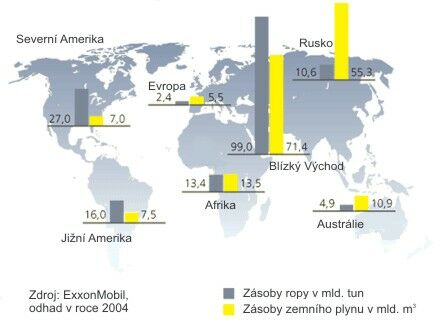 Severní Amerika
27,0 7,0
Evropa
2,4 5,5
Rusko
10,6 55,3
99,0 71,4
Blízký Východ
13,4 13,5
Afrika
16,0 7,5
Jižní Amerika
4,9 10,9
Austrálie
Zdroj: ExxonMobil,
odhad v roce 2004
Zásoby ropy v mld. tun
Zásoby zemního plynu v mld. m³